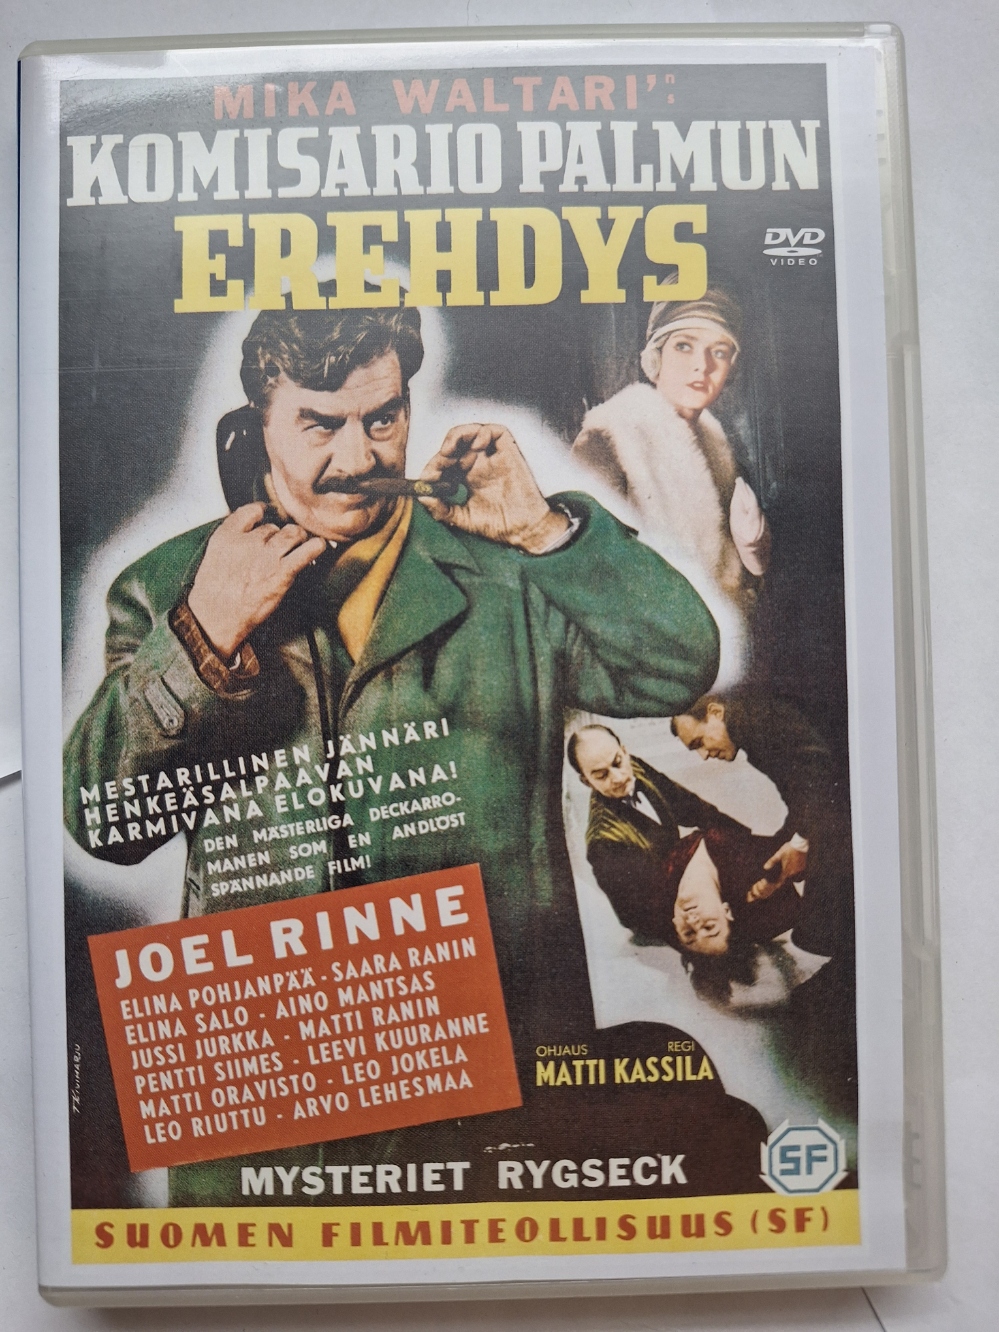 MIKA WALTARI'n:s
KOMISARIO PALMUN
EREHDYS
DVD
VIDEO
MESTARILLINEN JÄNNÄRI
HENKEÄSALPAAVAN
KARMIVANA ELOKUVANA!
DEN MÄSTERLIGA DECKARRO-
MANEN SOM EN ANDLÖST
SPÄNNANDE FILM!
JOEL RINNE
ELINA POHJANPÄÄ - SAARA RANIN
ELINA SALO - AINO MANTSAS
JUSSI JURKKA - MATTI RANIN
PENTTI SIIMES - LEEVI KUURANNE
MATTI ORAVISTO - LEO JOKELA
LEO RIUTTU - ARVO LEHESMAA
OHJAUS REGI
MATTI KASSILA
MYSTERIET RYGSECK
SF
SUOMEN FILMITEOLLISUUS (SF)